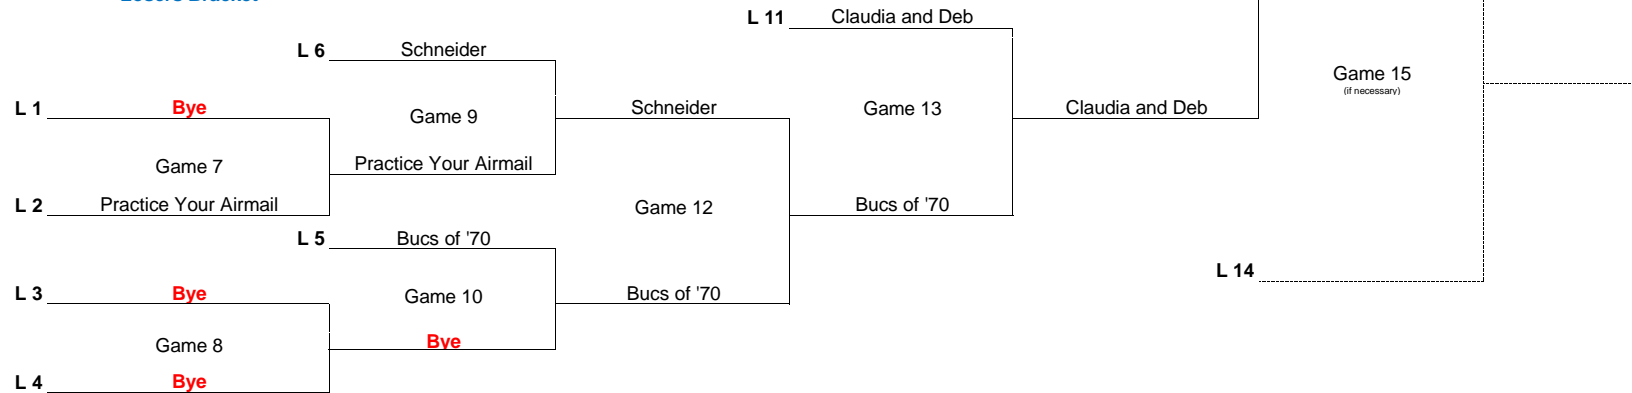 Losers Bracket
L 11 Claudia and Deb
L 6 Schneider
Game 15
(if necessary)
L 1 Bye
Schneider
Game 13
Claudia and Deb
Game 9
Game 7
Practice Your Airmail
L 2 Practice Your Airmail
Game 12
Bucs of '70
L 5 Bucs of '70
L 14
L 3 Bye
Game 10
Bucs of '70
Game 8
Bye
L 4 Bye